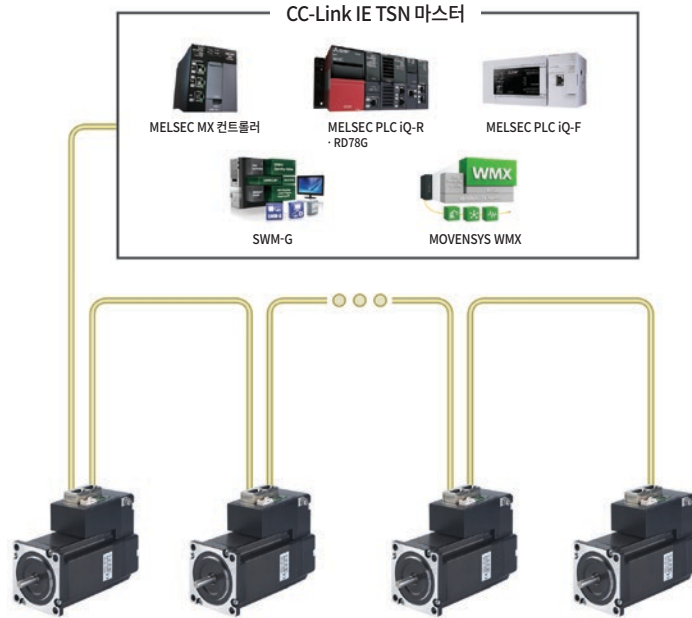 CC-Link IE TSN 마스터
MELSEC MX 컨트롤러
MELSEC PLC iQ-R
· RD78G
MELSEC PLC iQ-F
WMX
SWM-G
MOVENSYS WMX